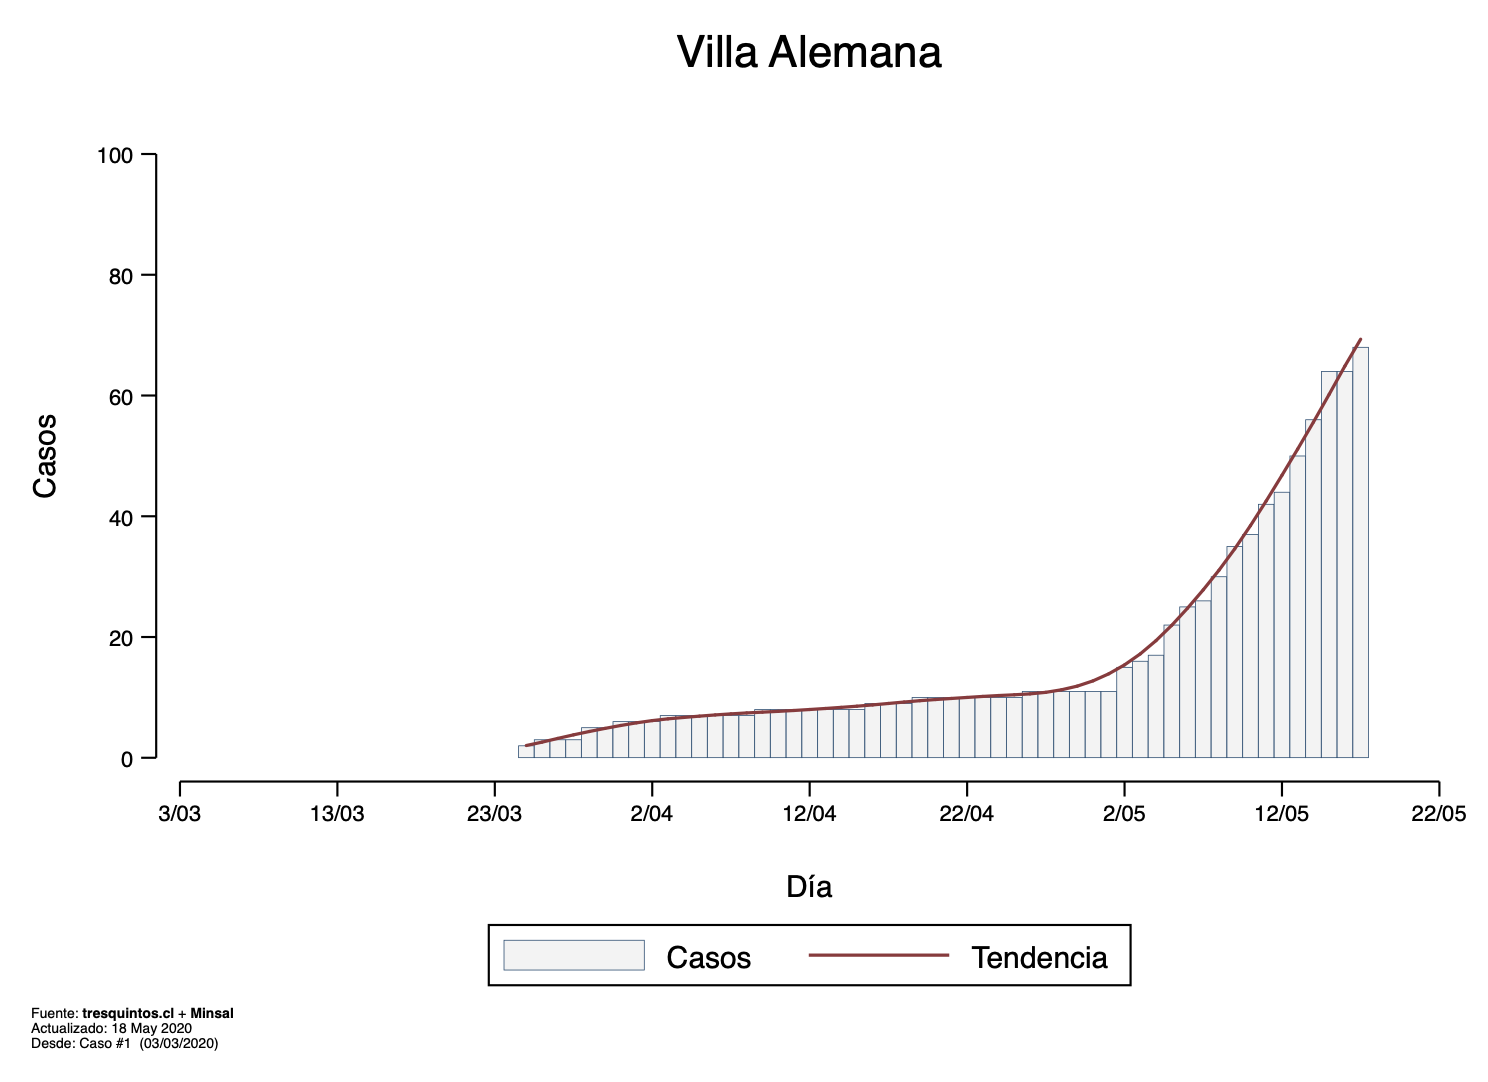 Villa Alemana
100
80
60
40
20
0
Casos
3/03 13/03 23/03 2/04 12/04 22/04 2/05 12/05 22/05
Día
Casos Tendencia
Fuente: tresquintos.cl + Minsal
Actualizado: 18 May 2020
Desde: Caso #1 (03/03/2020)